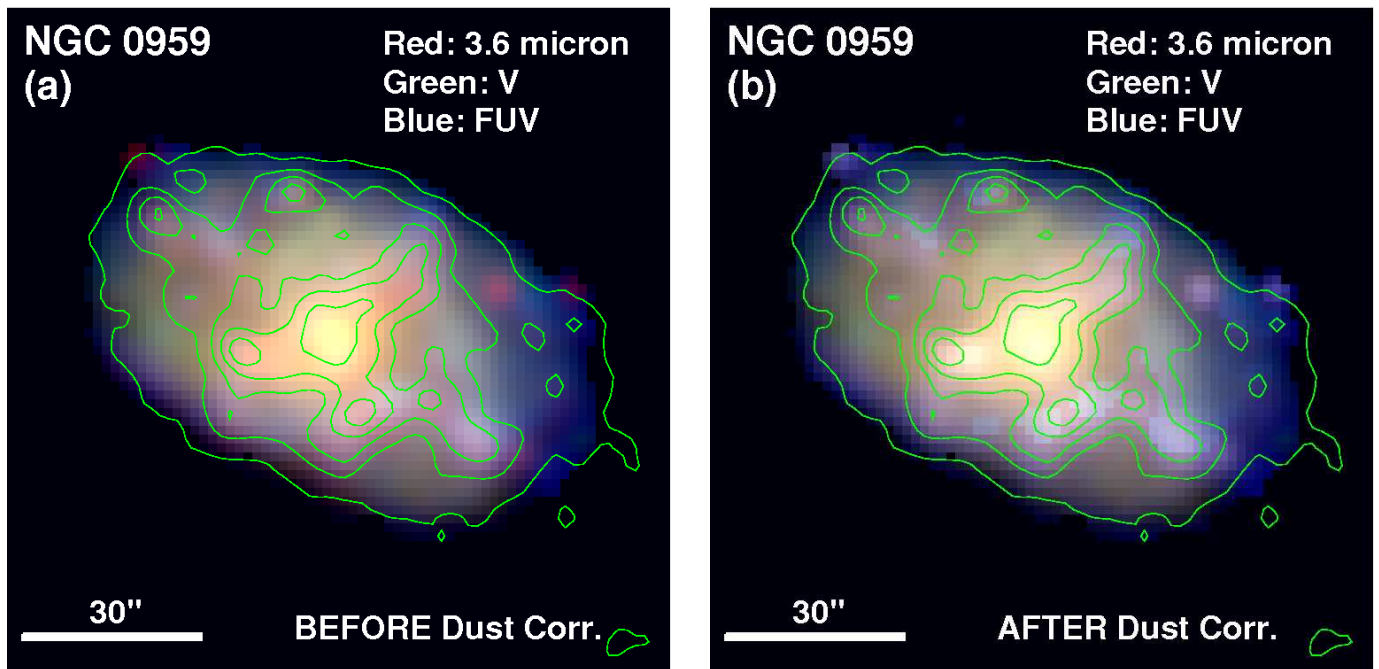 NGC 0959
(a)
Red: 3.6 micron
Green: V
Blue: FUV
30"
BEFORE Dust Corr.
NGC 0959
(b)
Red: 3.6 micron
Green: V
Blue: FUV
30"
AFTER Dust Corr.